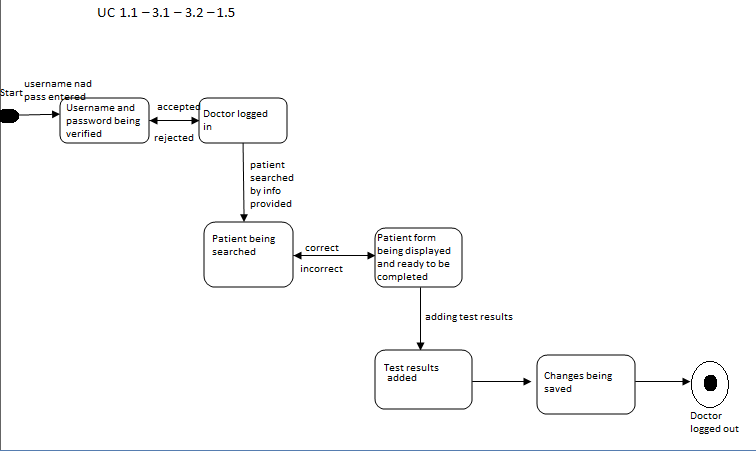 UC 1.1 – 3.1 – 3.2 – 1.5
username nad
pass entered
Start
Username and
password being
verified
accepted
rejected
Doctor logged
in
patient
searched
by info
provided
Patient being
searched
correct
incorrect
Patient form
being displayed
and ready to be
completed
adding test results
Test results
added
Changes being
saved
Doctor
logged out